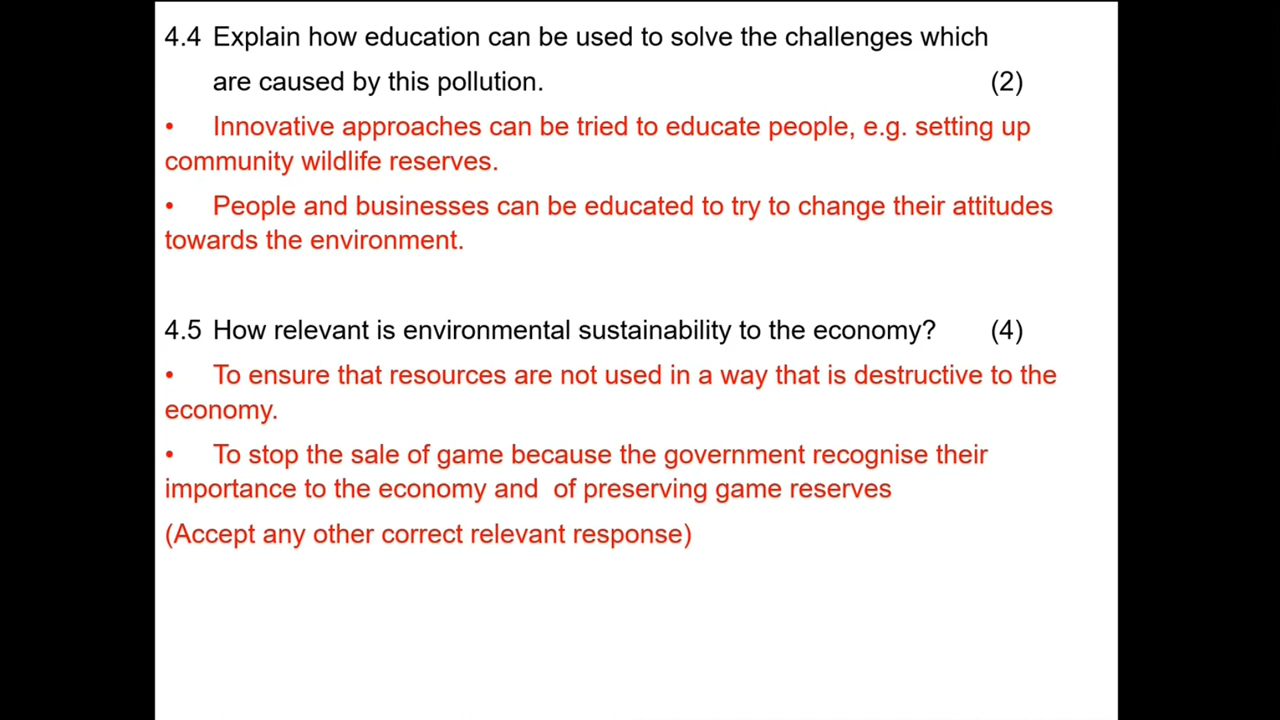 4.4 Explain how education can be used to solve the challenges which
are caused by this pollution. (2)
• Innovative approaches can be tried to educate people, e.g. setting up
community wildlife reserves.
• People and businesses can be educated to try to change their attitudes
towards the environment.
4.5 How relevant is environmental sustainability to the economy? (4)
• To ensure that resources are not used in a way that is destructive to the
economy.
• To stop the sale of game because the government recognise their
importance to the economy and  of preserving game reserves
(Accept any other correct relevant response)